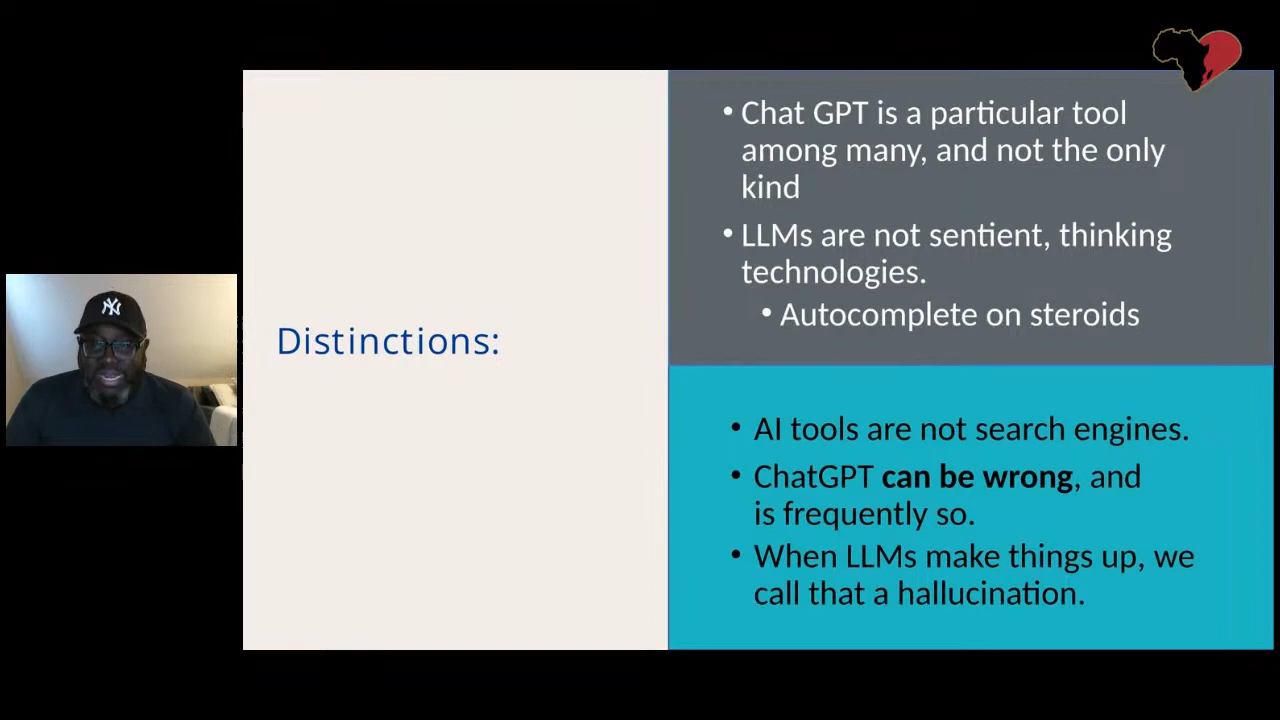 Distinctions:
• Chat GPT is a particular tool
among many, and not the only
kind
• LLMs are not sentient, thinking
technologies.
• Autocomplete on steroids
• AI tools are not search engines.
• ChatGPT can be wrong, and
is frequently so.
• When LLMs make things up, we
call that a hallucination.
NY